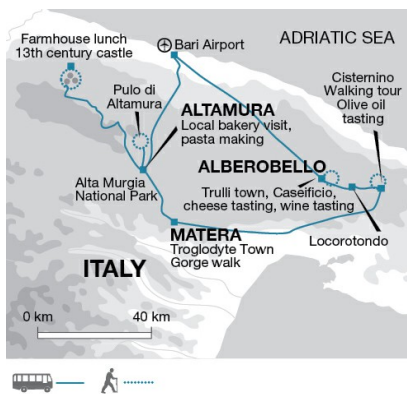 Farmhouse lunch
13th century castle
Bari Airport
ADRIATIC SEA
Pulo di
Altamura
Cisternino
Walking tour
Olive oil
tasting
ALTAMURA
Local bakery visit,
pasta making
ALBEROBELLO
Trulli town, Caseificio,
cheese tasting, wine tasting
Alta Murgia
National Park
Locorotondo
MATERA
Troglodyte Town
Gorge walk
ITALY
0 km
40 km